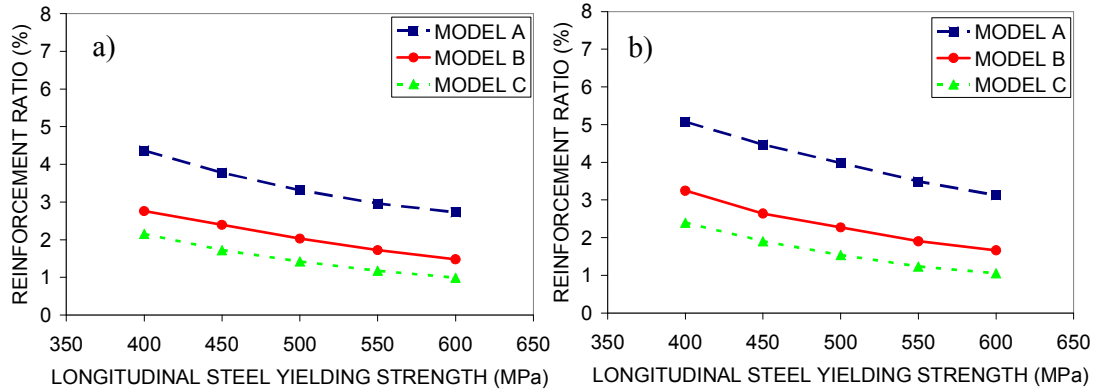 a)
MODEL A
MODEL B
MODEL C
REINFORCEMENT RATIO (%)
8
7
6
5
4
3
2
1
0
350 400 450 500 550 600 650
LONGITUDINAL STEEL YIELDING STRENGTH (MPa)
b)
MODEL A
MODEL B
MODEL C
REINFORCEMENT RATIO (%)
8
7
6
5
4
3
2
1
0
350 400 450 500 550 600 650
LONGITUDINAL STEEL YIELDING STRENGTH (MPa)